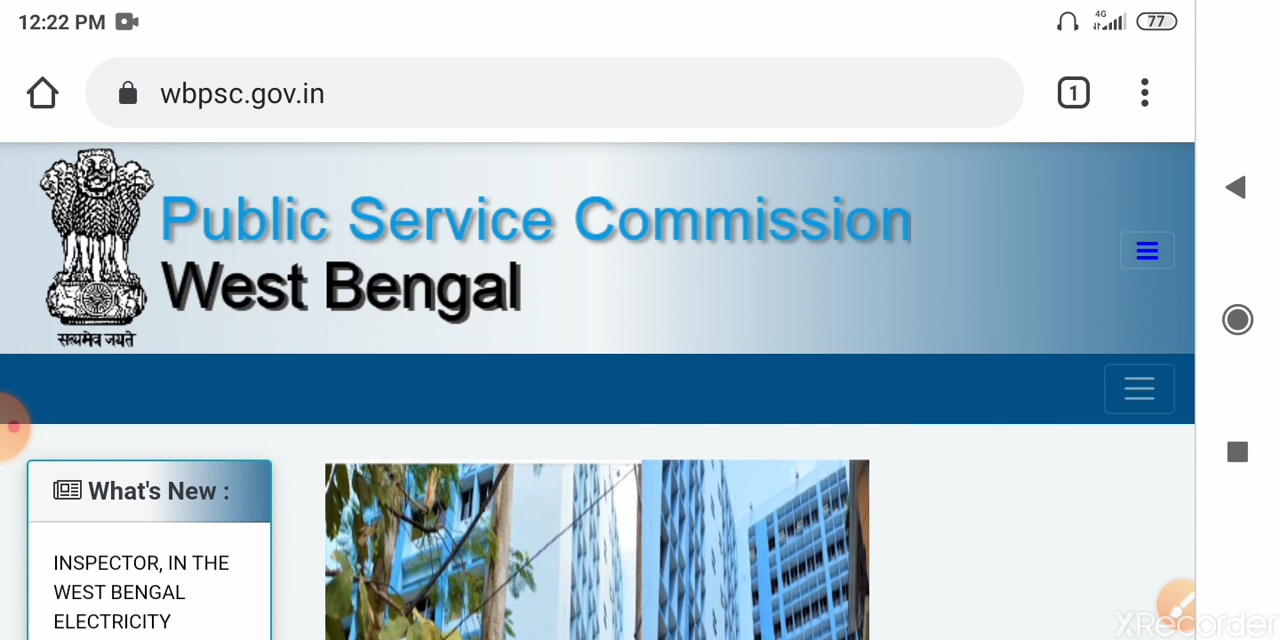 12:22 PM
4G
77
wbpsc.gov.in
1
Public Service Commission
West Bengal
सत्यमेव जयते
What's New :
INSPECTOR, IN THE
WEST BENGAL
ELECTRICITY
XRecorder